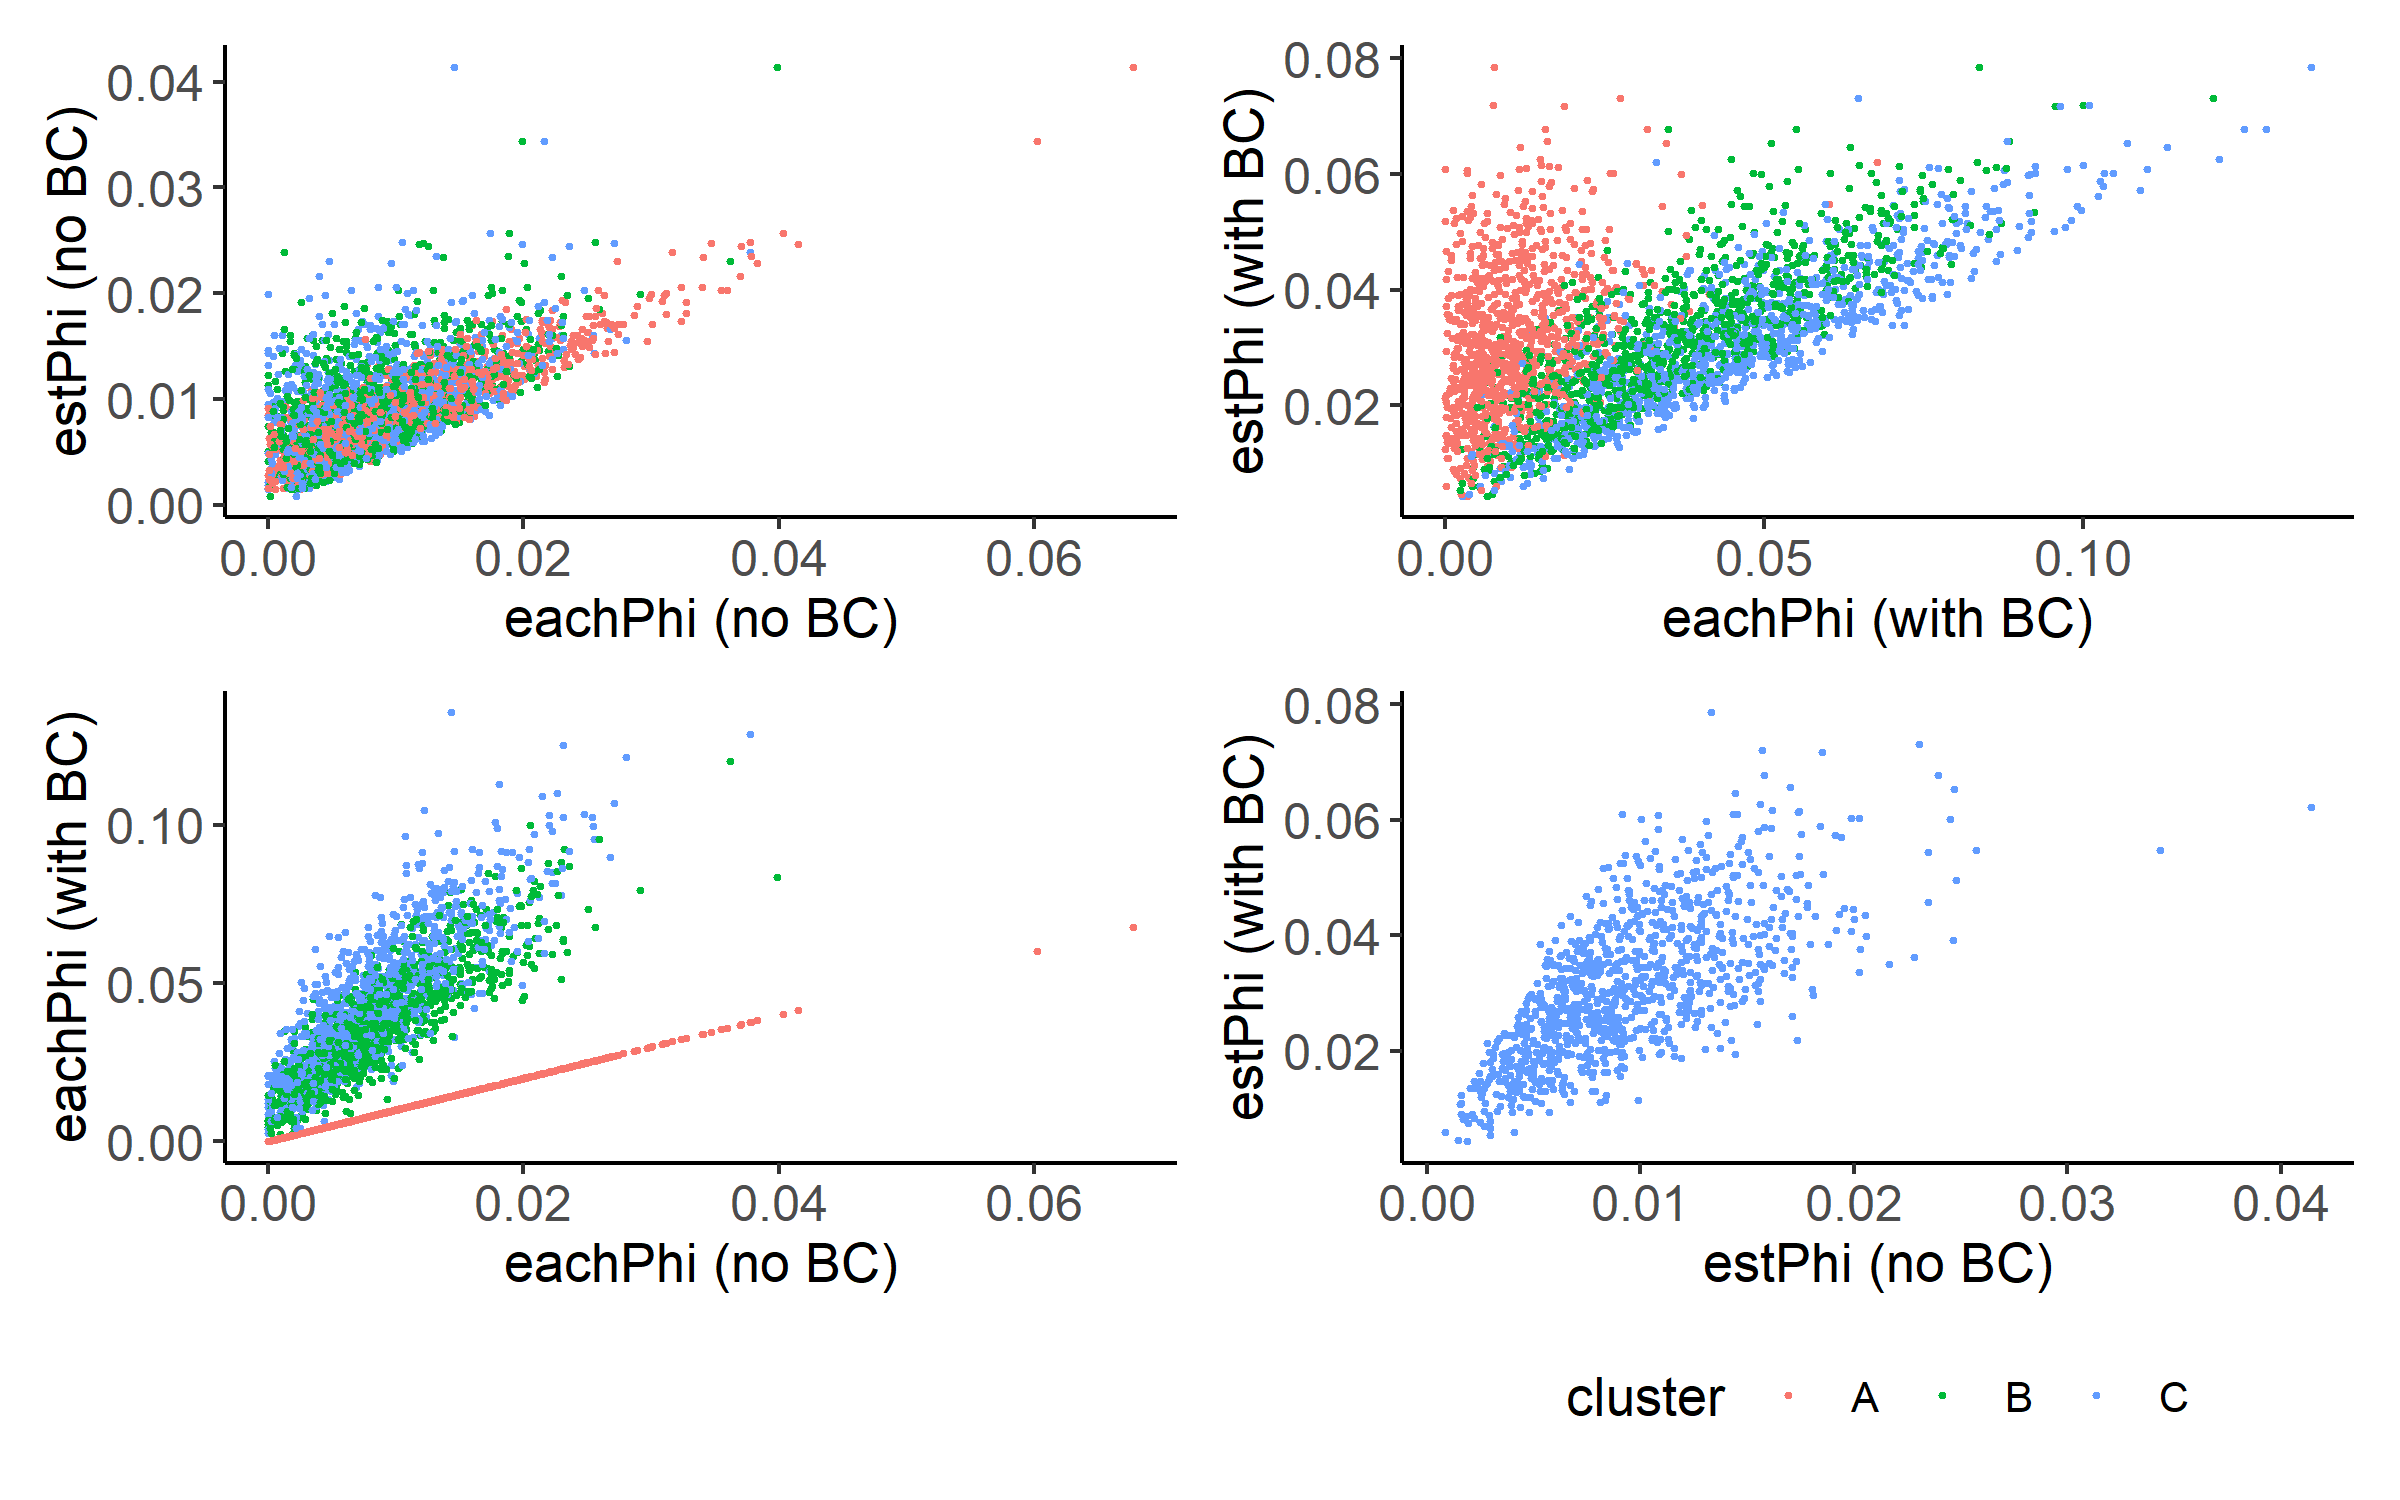 estPhi (no BC)
0.04
0.03
0.02
0.01
0.00
0.00 0.02 0.04 0.06
eachPhi (no BC)
estPhi (with BC)
0.08
0.06
0.04
0.02
0.00 0.05 0.10
eachPhi (with BC)
eachPhi (with BC)
0.10
0.05
0.00
0.00 0.02 0.04 0.06
eachPhi (no BC)
estPhi (with BC)
0.08
0.06
0.04
0.02
0.00 0.01 0.02 0.03 0.04
estPhi (no BC)
cluster A B C